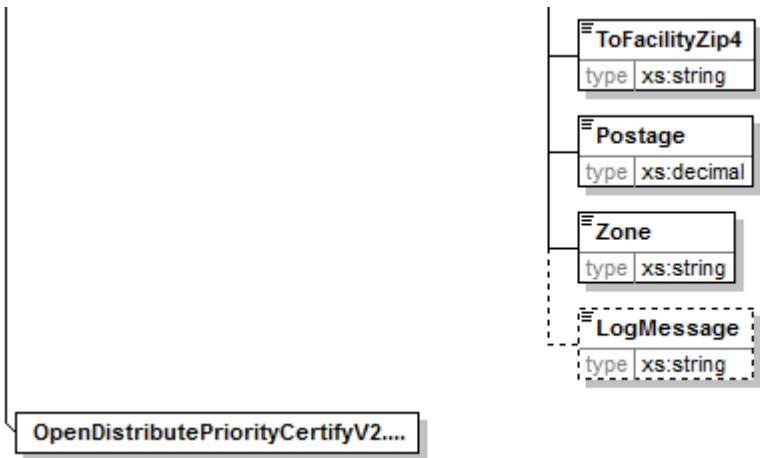 ToFacilityZip4
type xs:string
Postage
type xs:decimal
Zone
type xs:string
LogMessage
type xs:string
OpenDistributePriorityCertifyV2....